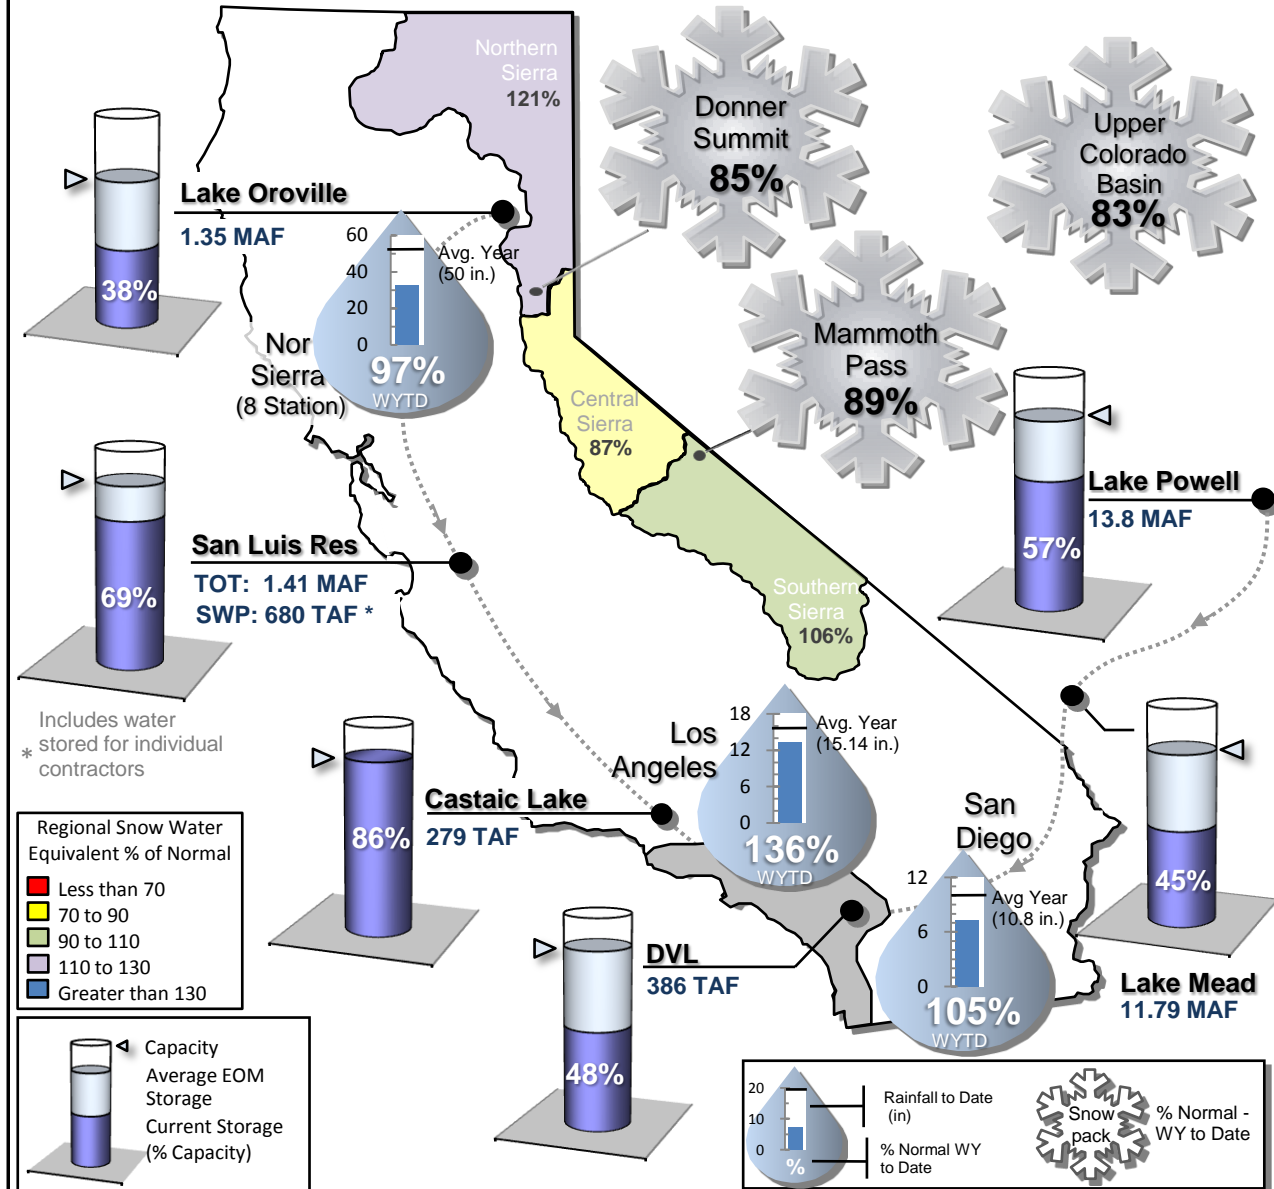 Northern
Sierra
121%
Donner
Summit
85%
Upper
Colorado
Basin
83%
Lake Oroville
1.35 MAF
38%
60
40
20
0
Avg. Year
(50 in.)
97%
WYTD
Nor
Sierra
(8 Station)
Mammoth
Pass
89%
Central
Sierra
87%
Lake Powell
13.8 MAF
57%
San Luis Res
TOT: 1.41 MAF
SWP: 680 TAF *
69%
Southern
Sierra
106%
* Includes water
stored for individual
contractors
Los
Angeles
18
12
6
0
Avg. Year
(15.14 in.)
136%
WYTD
Castaic Lake
279 TAF
86%
San
Diego
12
6
0
Avg Year
(10.8 in.)
105%
WYTD
45%
Lake Mead
11.79 MAF
DVL
386 TAF
48%
Regional Snow Water
Equivalent % of Normal
Less than 70
70 to 90
90 to 110
110 to 130
Greater than 130
Capacity
Average EOM
Storage
Current Storage
(% Capacity)
20
10
0
%
Rainfall to Date
(in)
% Normal WY
to Date
Snow
pack
% Normal -
WY to Date